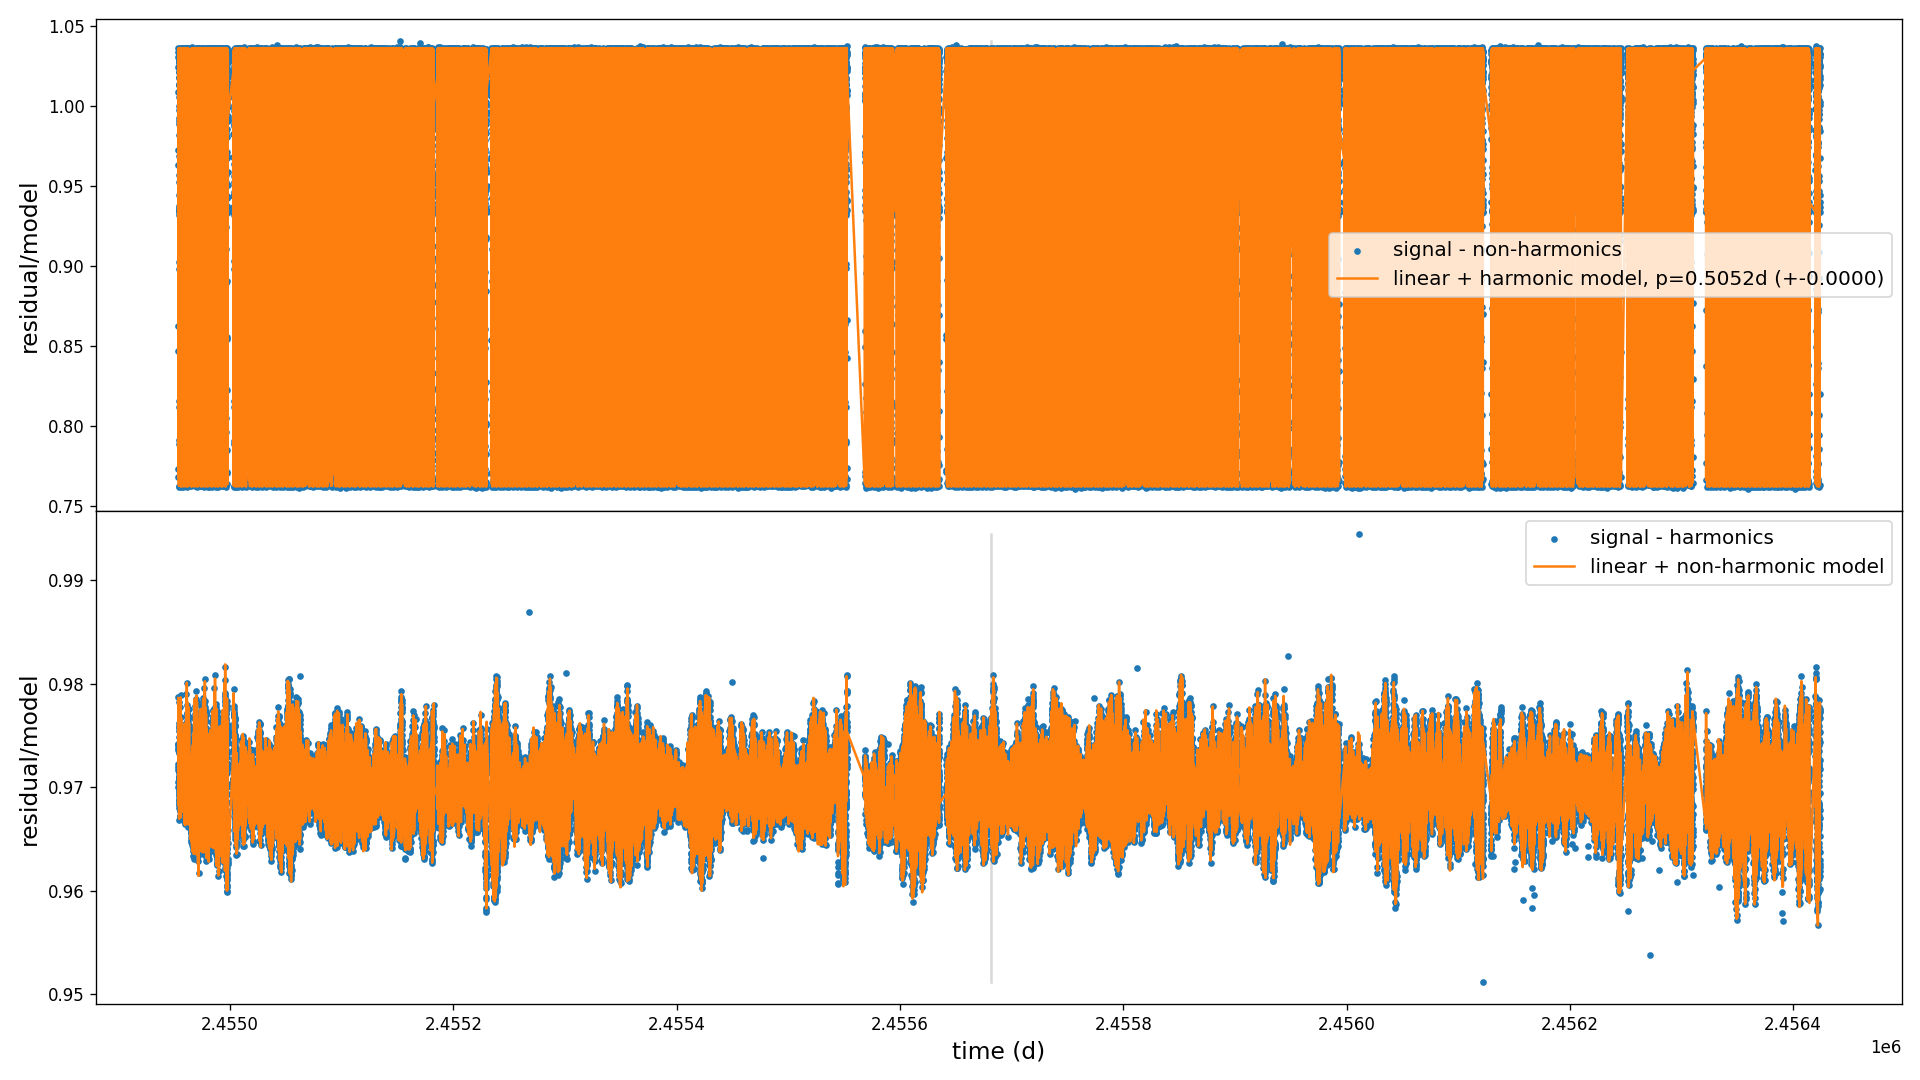 1.05
1.00
0.95
0.90
0.85
0.80
0.75
residual/model
signal - non-harmonics
linear + harmonic model, p=0.5052d (+-0.0000)
0.99
0.98
0.97
0.96
0.95
residual/model
signal - harmonics
linear + non-harmonic model
2.4550 2.4552 2.4554 2.4556 2.4558 2.4560 2.4562 2.4564
1e6
time (d)